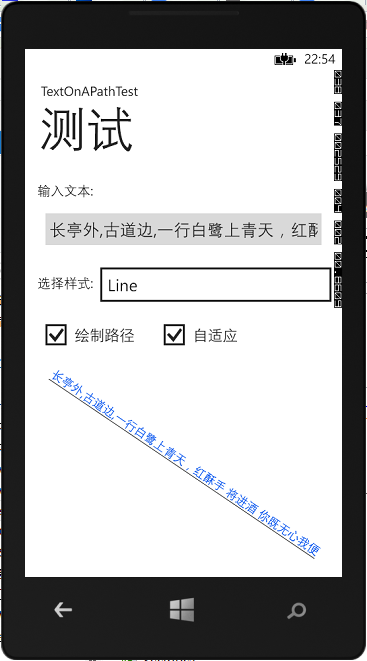 22:54
TextOnAPathTest
测试
输入文本:
长亭外,古道边,一行白鹭上青天，红
选择样式:
Line
绘制路径
自适应
长亭外,古道边,一行白鹭上青天，红酥手 将进酒 你既无心我便